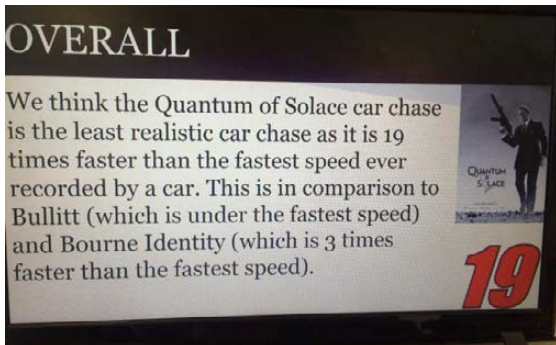 OVERALL
We think the Quantum of Solace car chase
is the least realistic car chase as it is 19
times faster than the fastest speed ever
recorded by a car. This is in comparison to
Bullitt (which is under the fastest speed)
and Bourne Identity (which is 3 times
faster than the fastest speed).
QUANTUM
SOLACE
19